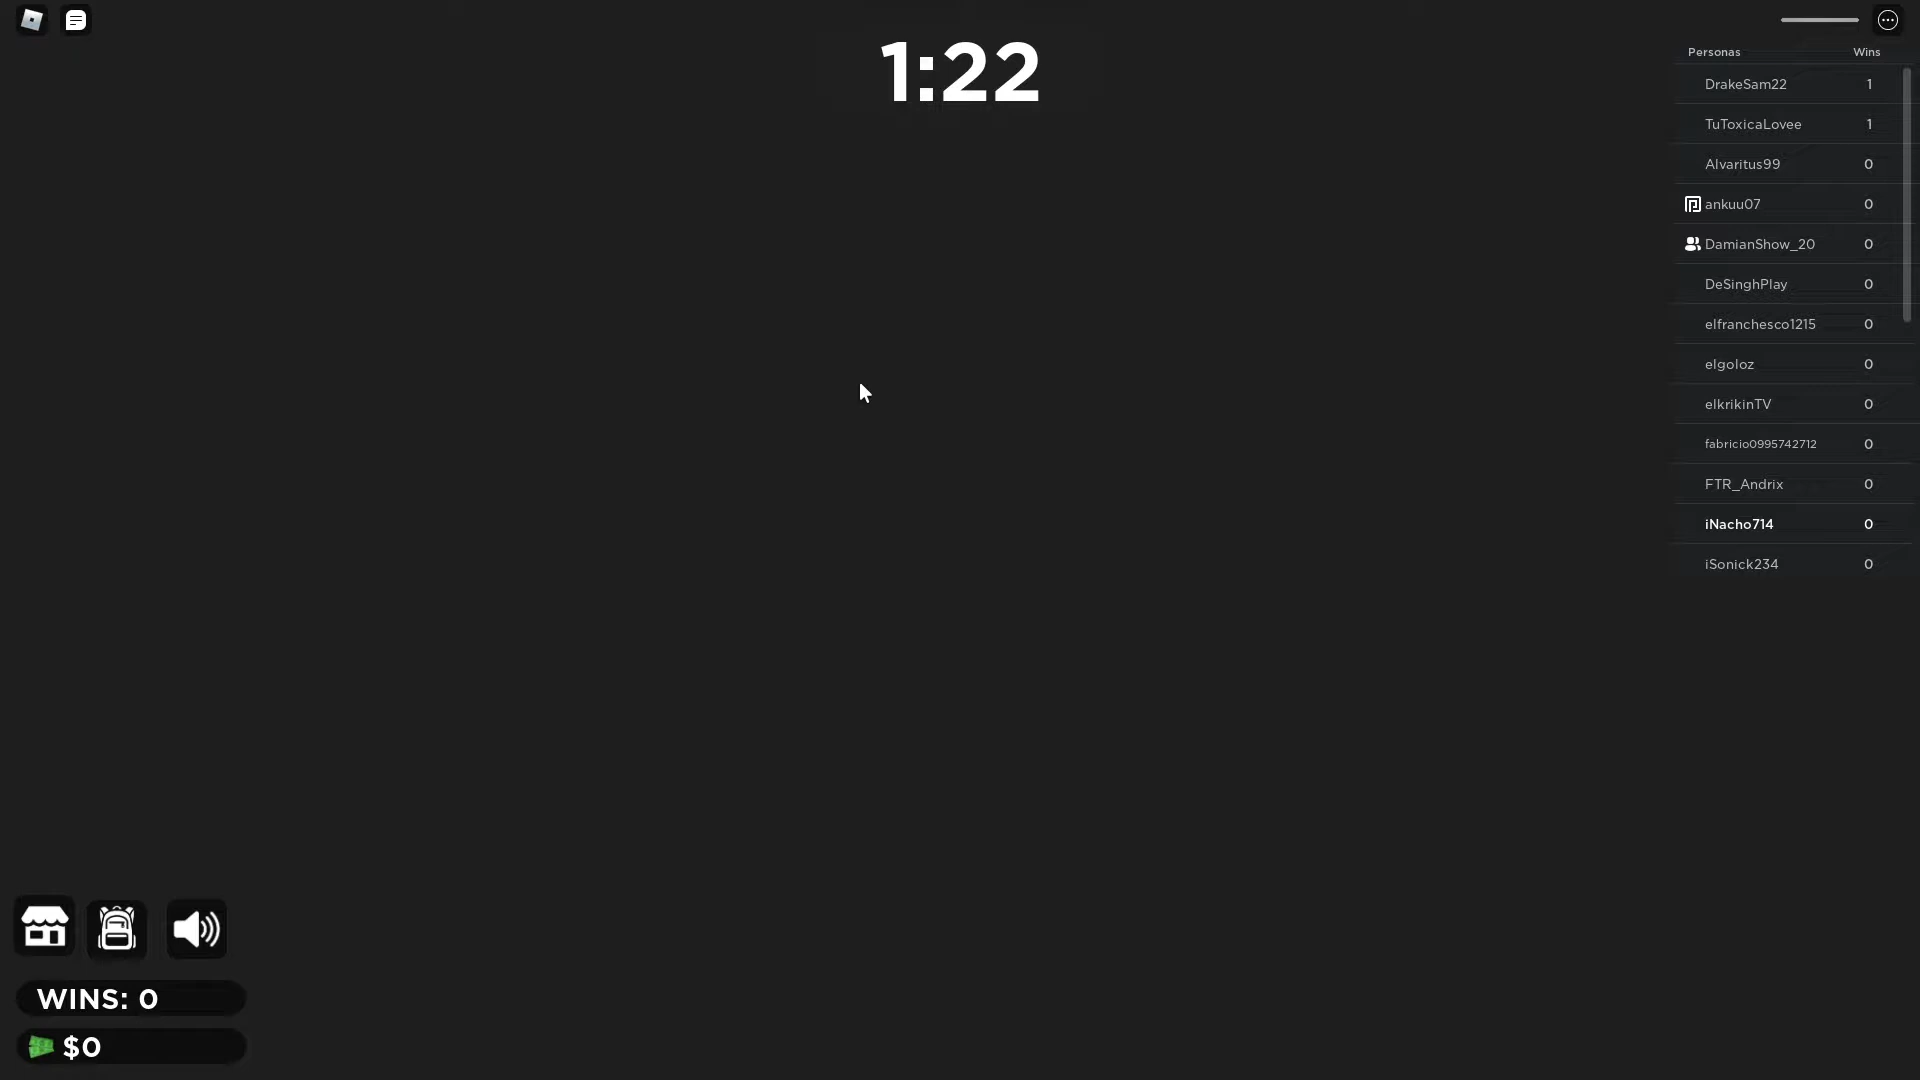 1:22
Personas Wins
DrakeSam22 1
TuToxicaLovee 1
Alvaritus99 0
ankuu07 0
DamianShow_20 0
DeSinghPlay 0
elfranchesco1215 0
elgoloz 0
elkrikinTV 0
fabricio0995742712 0
FTR_Andrix 0
iNacho714 0
iSonick234 0
WINS: 0
$0